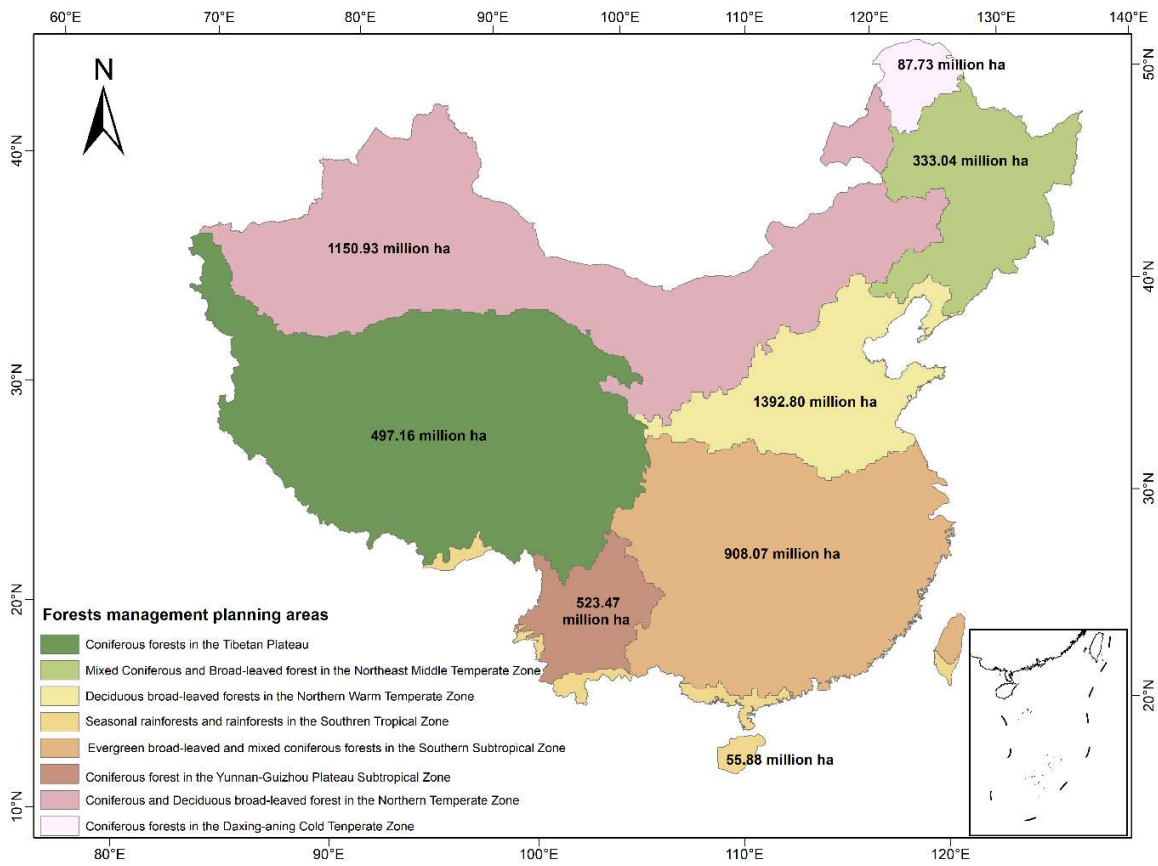 60°E 70°E 80°E 90°E 100°E 110°E 120°E 130°E 140°E
N
87.73 million ha
50°N
40°N
333.04 million ha
1150.93 million ha
40°N
30°N
1392.80 million ha
497.16 million ha
30°N
908.07 million ha
20°N
523.47
million ha
Forests management planning areas
Coniferous forests in the Tibetan Plateau
Mixed Coniferous and Broad-leaved forest in the Northeast Middle Temperate Zone
Deciduous broad-leaved forests in the Northern Warm Temperate Zone
20°N
Seasonal rainforests and rainforests in the Southren Tropical Zone
Evergreen broad-leaved and mixed coniferous forests in the Southern Subtropical Zone
55.88 million ha
Coniferous forest in the Yunnan-Guizhou Plateau Subtropical Zone
Coniferous and Deciduous broad-leaved forest in the Northern Temperate Zone
10°N
Coniferous forests in the Daxing-aning Cold Tenperate Zone
80°E 90°E 100°E 110°E 120°E